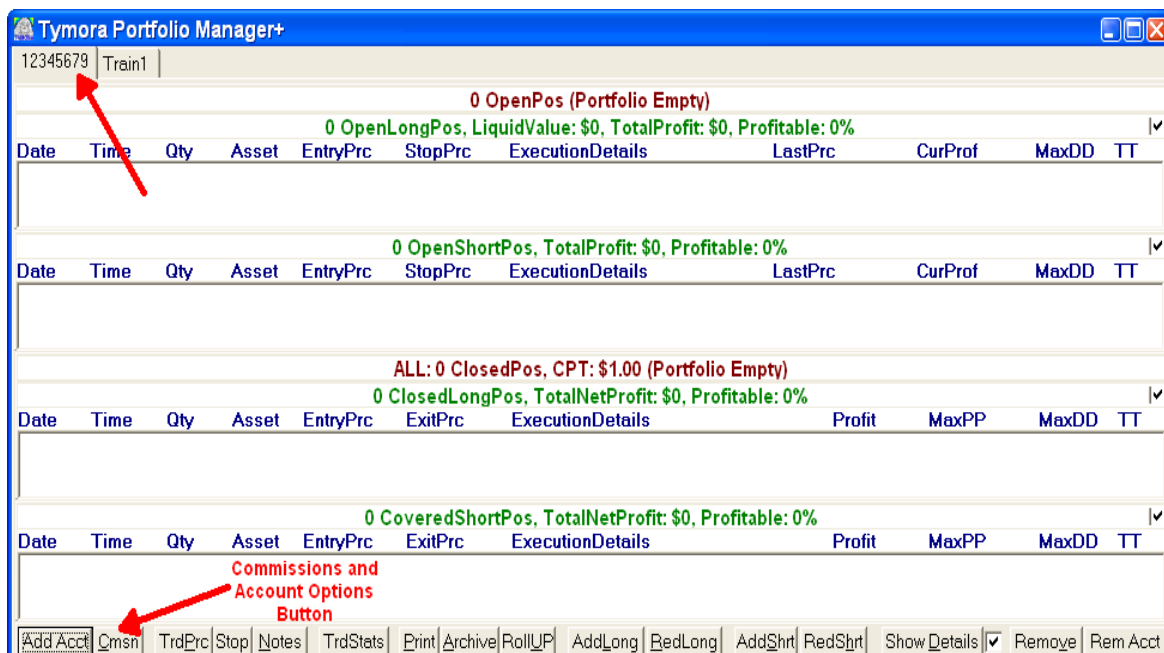 Tymora Portfolio Manager+
12345679 Train1
0 OpenPos (Portfolio Empty)
0 OpenLongPos, LiquidValue: $0, TotalProfit: $0, Profitable: 0%
Date Time Qty Asset EntryPrc StopPrc ExecutionDetails LastPrc CurProf MaxDD TT
0 OpenShortPos, TotalProfit: $0, Profitable: 0%
Date Time Qty Asset EntryPrc StopPrc ExecutionDetails LastPrc CurProf MaxDD TT
ALL: 0 ClosedPos, CPT: $1.00 (Portfolio Empty)
0 ClosedLongPos, TotalNetProfit: $0, Profitable: 0%
Date Time Qty Asset EntryPrc ExitPrc ExecutionDetails Profit MaxPP MaxDD TT
0 CoveredShortPos, TotalNetProfit: $0, Profitable: 0%
Date Time Qty Asset EntryPrc ExitPrc ExecutionDetails Profit MaxPP MaxDD TT
Commissions and
Account Options
Button
Add Acct Cmsn TrdPrc Stop Notes TrdStats Print Archive RollUP AddLong RedLong AddShrt RedShrt Show Details Remove Rem Acct